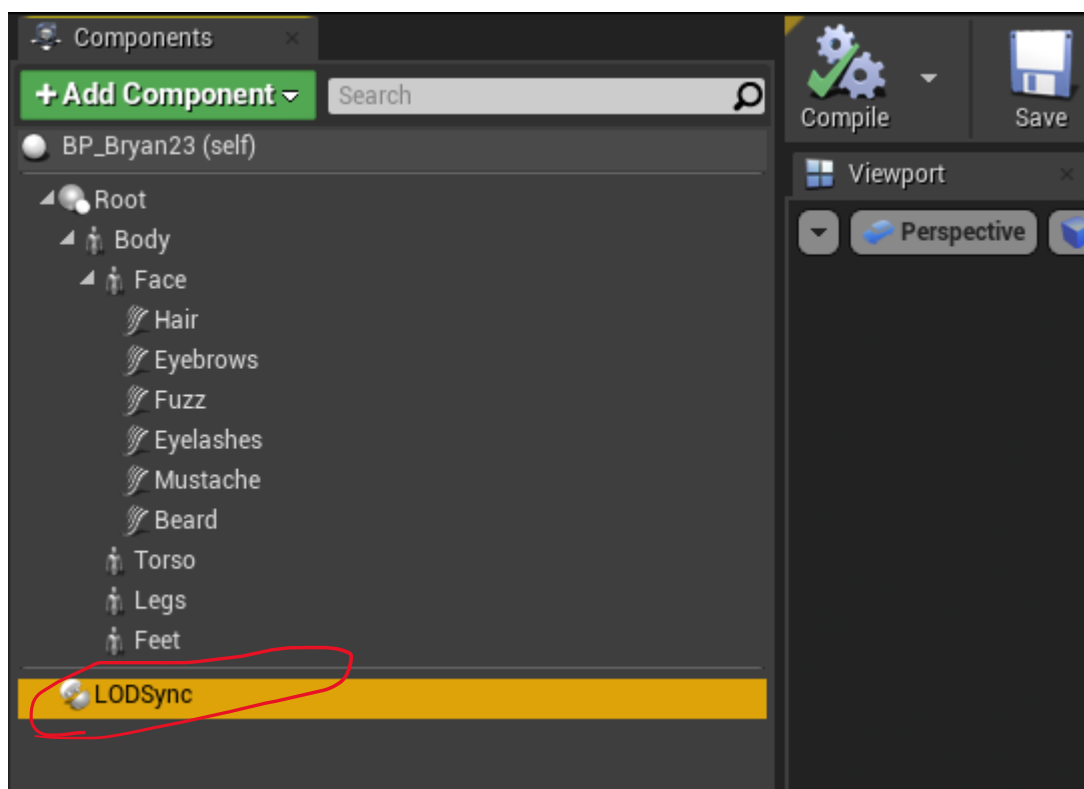 Components
+ Add Component
Search
BP_Bryan23 (self)
Root
Body
Face
Hair
Eyebrows
Fuzz
Eyelashes
Mustache
Beard
Torso
Legs
Feet
LODSync
Compile
Save
Viewport
Perspective